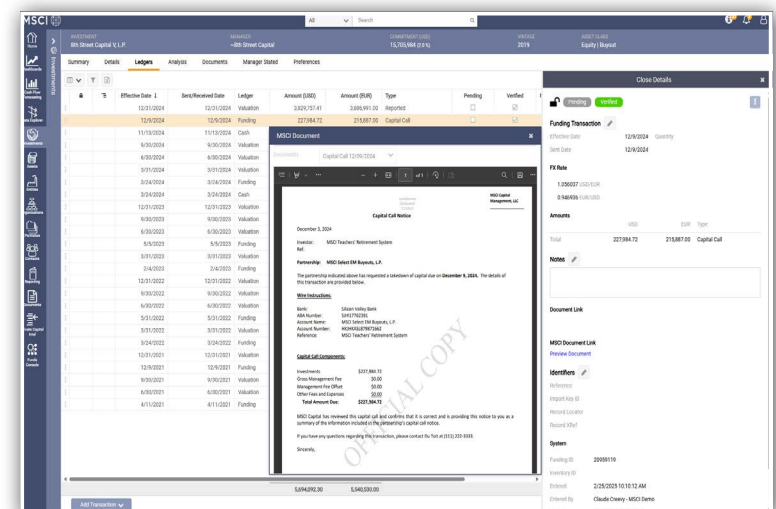 MSCI
All
Search
INVESTMENT
8th Street Capital V, L.P.
MANAGER
~8th Street Capital
COMMITMENT (USD)
15,705,984 (2.0 %)
VINTAGE
2019
ASSET CLASS
Equity | Buyout
Home
Investments
Assets
Entities
Contacts
Reporting
Documents
Summary Details Ledgers Analysis Documents Manager Stated Preferences
Effective Date ↓ Sent/Received Date Ledger Amount (USD) Amount (EUR) Type Pending Verified
12/31/2024 12/31/2024 Valuation 3,829,757.41 3,696,991.00 Reported
12/9/2024 12/9/2024 Funding 227,984.72 215,887.00 Capital Call
11/13/2024 11/13/2024 Cash
9/30/2024 9/30/2024 Valuation
6/30/2024 6/30/2024 Valuation
3/31/2024 3/31/2024 Valuation
3/24/2024 3/24/2024 Funding
3/24/2024 3/24/2024 Cash
12/31/2023 12/31/2023 Valuation
9/30/2023 9/30/2023 Valuation
6/30/2023 6/30/2023 Valuation
5/5/2023 5/5/2023 Funding
3/31/2023 3/31/2023 Valuation
2/4/2023 2/4/2023 Funding
12/31/2022 12/31/2022 Valuation
9/30/2022 9/30/2022 Valuation
6/30/2022 6/30/2022 Valuation
5/31/2022 5/31/2022 Funding
3/31/2022 3/31/2022 Valuation
3/24/2022 3/24/2022 Funding
12/31/2021 12/31/2021 Valuation
12/9/2021 12/9/2021 Funding
9/30/2021 9/30/2021 Valuation
6/30/2021 6/30/2021 Valuation
4/11/2021 4/11/2021 Funding
5,694,092.30 5,540,530.00
Add Transaction
MSCI Document
Document(s) Capital Call 12/09/2024
1 of 1
MSCI Capital
Management, LLC
Capital Call Notice
December 3, 2024
Investor: MSCI Teachers' Retirement System
Ref:
Partnership: MSCI Select EM Buyouts, L.P.
The partnership indicated above has requested a takedown of capital due on December 9, 2024. The details of
this transaction are provided below.
Wire Instructions:
Bank: Silicon Valley Bank
ABA Number:
Account Name: MSCI Select EM Buyouts, L.P.
Account Number:
Reference: MSCI Teachers' Retirement System
Capital Call Components:
Investments $227,984.72
Gross Management Fee $0.00
Management Fee Offset $0.00
Other Fees and Expenses $0.00
Total Amount Due: $227,984.72
MSCI Capital has reviewed this capital call and confirms that it is correct and is providing this notice to you as a
summary of the information included in the partnership's capital call notice.
If you have any questions regarding this transaction, please contact
Sincerely,
OFFICIAL COPY
Close Details
Pending Verified
Funding Transaction
Effective Date 12/9/2024 Quantity
Sent Date 12/9/2024
FX Rate
1.056037 USD/EUR
0.946936 EUR/USD
Amounts
USD EUR Type
Total 227,984.72 215,887.00 Capital Call
Notes
Document Link
MSCI Document Link
Preview Document
Identifiers
Reference
Import Key ID
Record Locator
Record XRef
System
Funding ID 20959119
Inventory ID
Entered 2/25/2025 10:10:12 AM
Entered By Claude Creevy - MSCI Demo